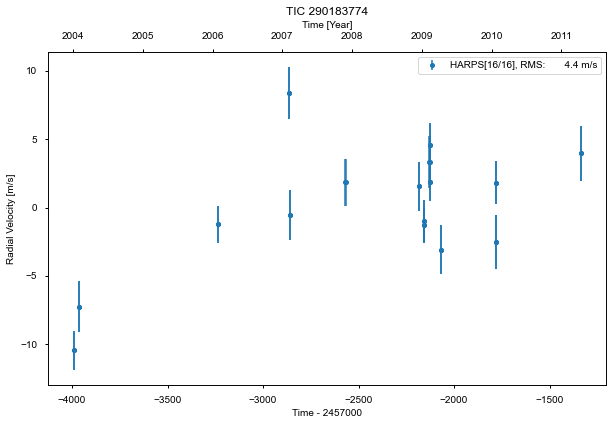 TIC 290183774
Time [Year]
2004 2005 2006 2007 2008 2009 2010 2011
HARPS[16/16], RMS: 4.4 m/s
10
5
0
−5
−10
Radial Velocity [m/s]
−4000 −3500 −3000 −2500 −2000 −1500
Time - 2457000